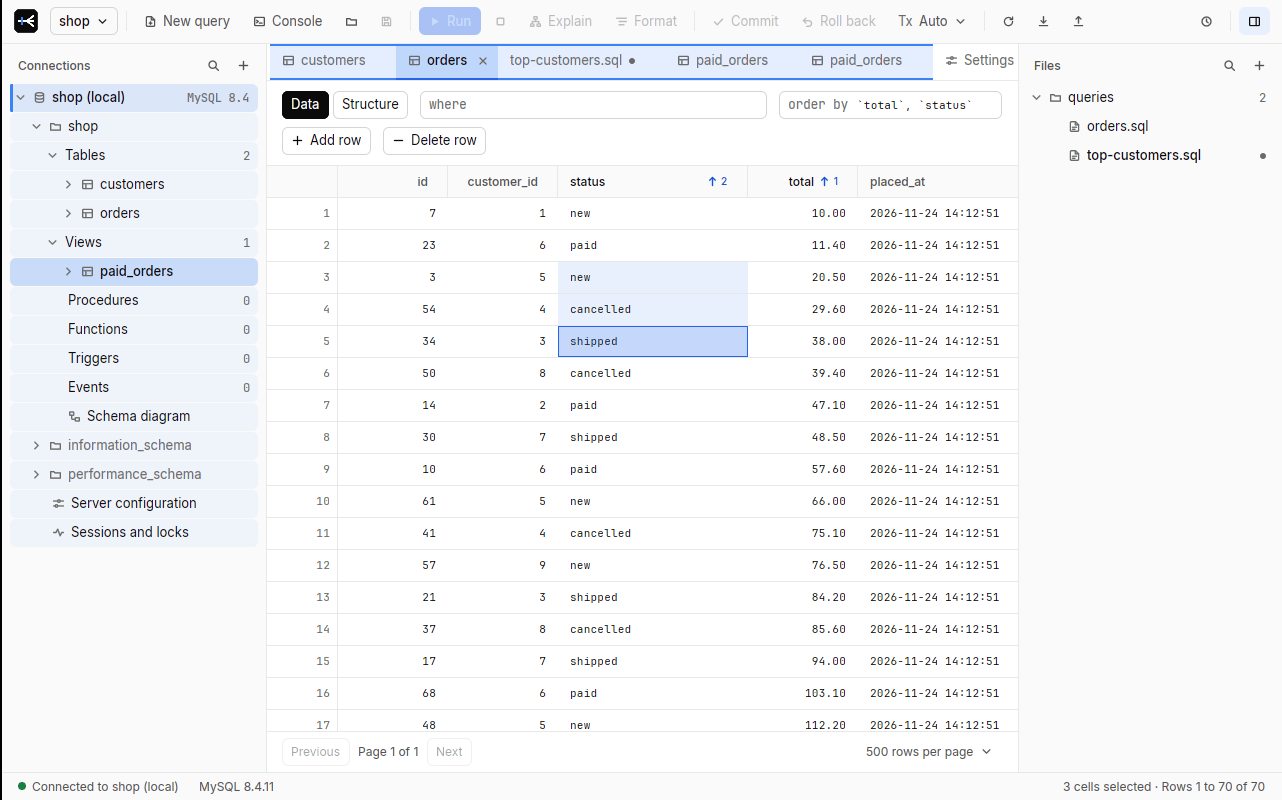 shop New query Console Run Explain Format Commit Roll back Tx Auto
Connections
shop (local) MySQL 8.4
shop
Tables 2
customers
orders
Views 1
paid_orders
Procedures 0
Functions 0
Triggers 0
Events 0
Schema diagram
information_schema
performance_schema
Server configuration
Sessions and locks
customers orders top-customers.sql paid_orders paid_orders Settings
Data Structure where order by `total`, `status`
Add row Delete row
id customer_id status 2 total 1 placed_at
1 7 1 new 10.00 2026-11-24 14:12:51
2 23 6 paid 11.40 2026-11-24 14:12:51
3 3 5 new 20.50 2026-11-24 14:12:51
4 54 4 cancelled 29.60 2026-11-24 14:12:51
5 34 3 shipped 38.00 2026-11-24 14:12:51
6 50 8 cancelled 39.40 2026-11-24 14:12:51
7 14 2 paid 47.10 2026-11-24 14:12:51
8 30 7 shipped 48.50 2026-11-24 14:12:51
9 10 6 paid 57.60 2026-11-24 14:12:51
10 61 5 new 66.00 2026-11-24 14:12:51
11 41 4 cancelled 75.10 2026-11-24 14:12:51
12 57 9 new 76.50 2026-11-24 14:12:51
13 21 3 shipped 84.20 2026-11-24 14:12:51
14 37 8 cancelled 85.60 2026-11-24 14:12:51
15 17 7 shipped 94.00 2026-11-24 14:12:51
16 68 6 paid 103.10 2026-11-24 14:12:51
17 48 5 new 112.20 2026-11-24 14:12:51
Previous Page 1 of 1 Next 500 rows per page
Files
queries 2
orders.sql
top-customers.sql
Connected to shop (local) MySQL 8.4.11 3 cells selected · Rows 1 to 70 of 70